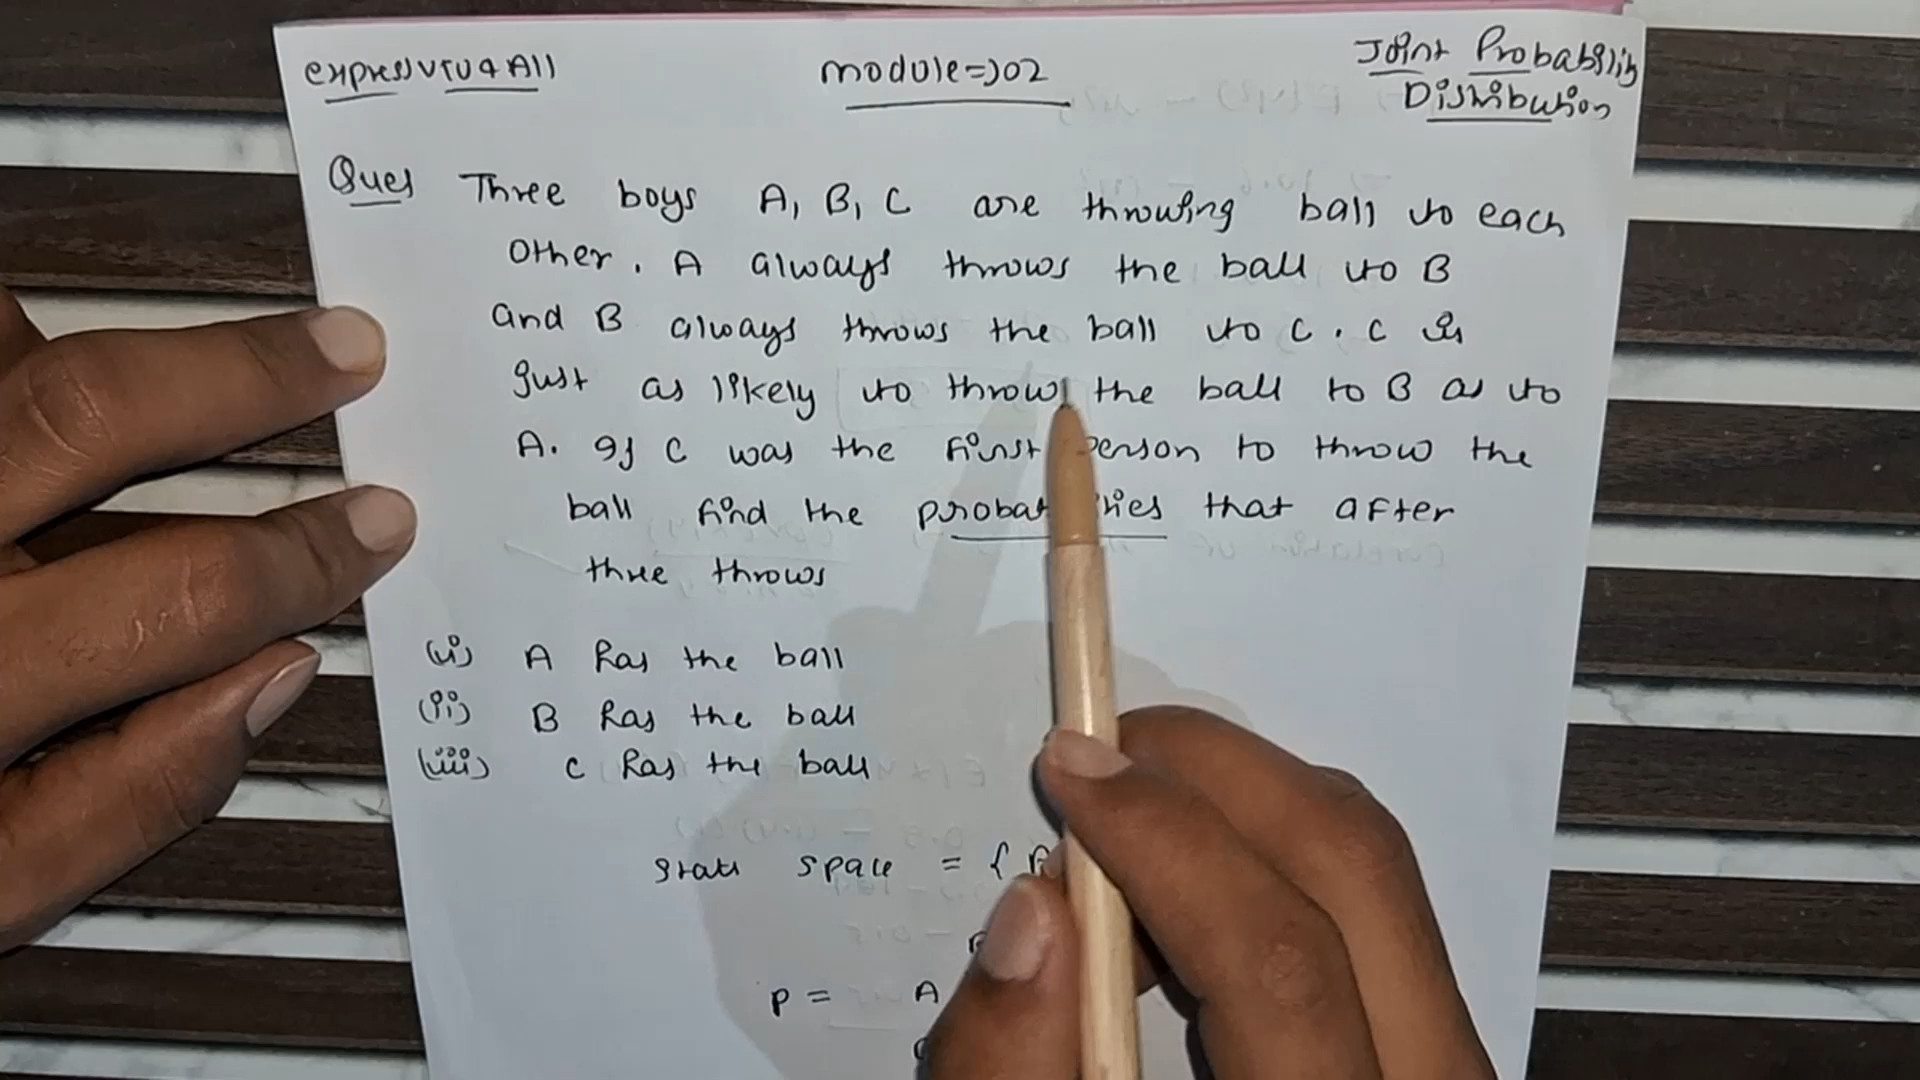 expressvtu4All
module=)02
Joint Probability
Distribution
Ques Three boys A, B, C are throwing ball to each
other. A always throws the ball to B
and B always throws the ball to C. C is
just as likely to throw the ball to B as to
A. If C was the first person to throw the
ball find the that after
three throws
(i) A has the ball
(ii) B has the ball
(iii) C has the ball
state space = {
P = A